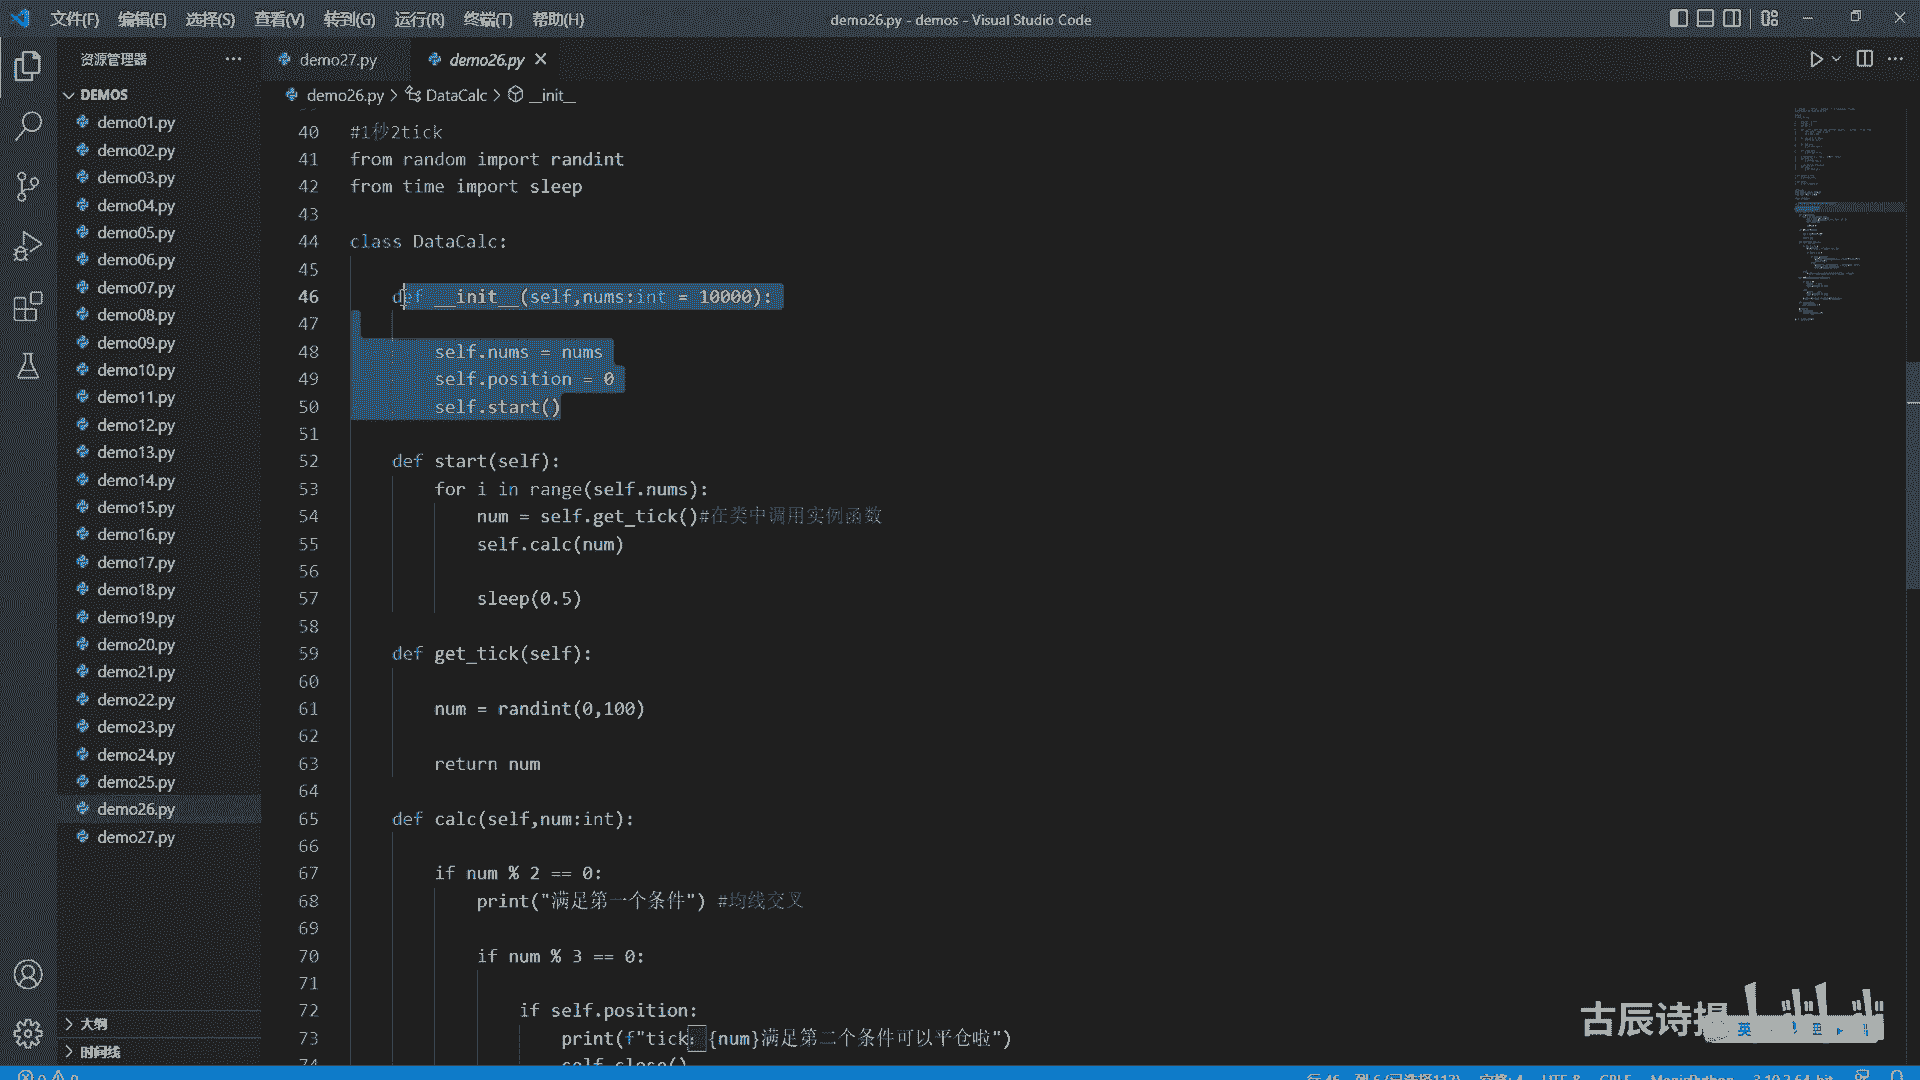 文件(F) 编辑(E) 选择(S) 查看(V) 转到(G) 运行(R) 终端(T) 帮助(H) demo26.py - demos - Visual Studio Code
资源管理器 demo27.py demo26.py
DEMOS
demo26.py > DataCalc > __init__
demo01.py
demo02.py
demo03.py
demo04.py
demo05.py
demo06.py
demo07.py
demo08.py
demo09.py
demo10.py
demo11.py
demo12.py
demo13.py
demo14.py
demo15.py
demo16.py
demo17.py
demo18.py
demo19.py
demo20.py
demo21.py
demo22.py
demo23.py
demo24.py
demo25.py
demo26.py
demo27.py
大纲
时间线
40 #1秒2tick
41 from random import randint
42 from time import sleep
43
44 class DataCalc:
45
46 def __init__(self,nums:int = 10000):
47
48 self.nums = nums
49 self.position = 0
50 self.start()
51
52 def start(self):
53 for i in range(self.nums):
54 num = self.get_tick()#在类中调用实例函数
55 self.calc(num)
56
57 sleep(0.5)
58
59 def get_tick(self):
60
61 num = randint(0,100)
62
63 return num
64
65 def calc(self,num:int):
66
67 if num % 2 == 0:
68 print("满足第一个条件") #均线交叉
69
70 if num % 3 == 0:
71
72 if self.position:
73 print(f"tick：{num}满足第二个条件可以平仓啦")
74 self.close()
古辰诗提
英